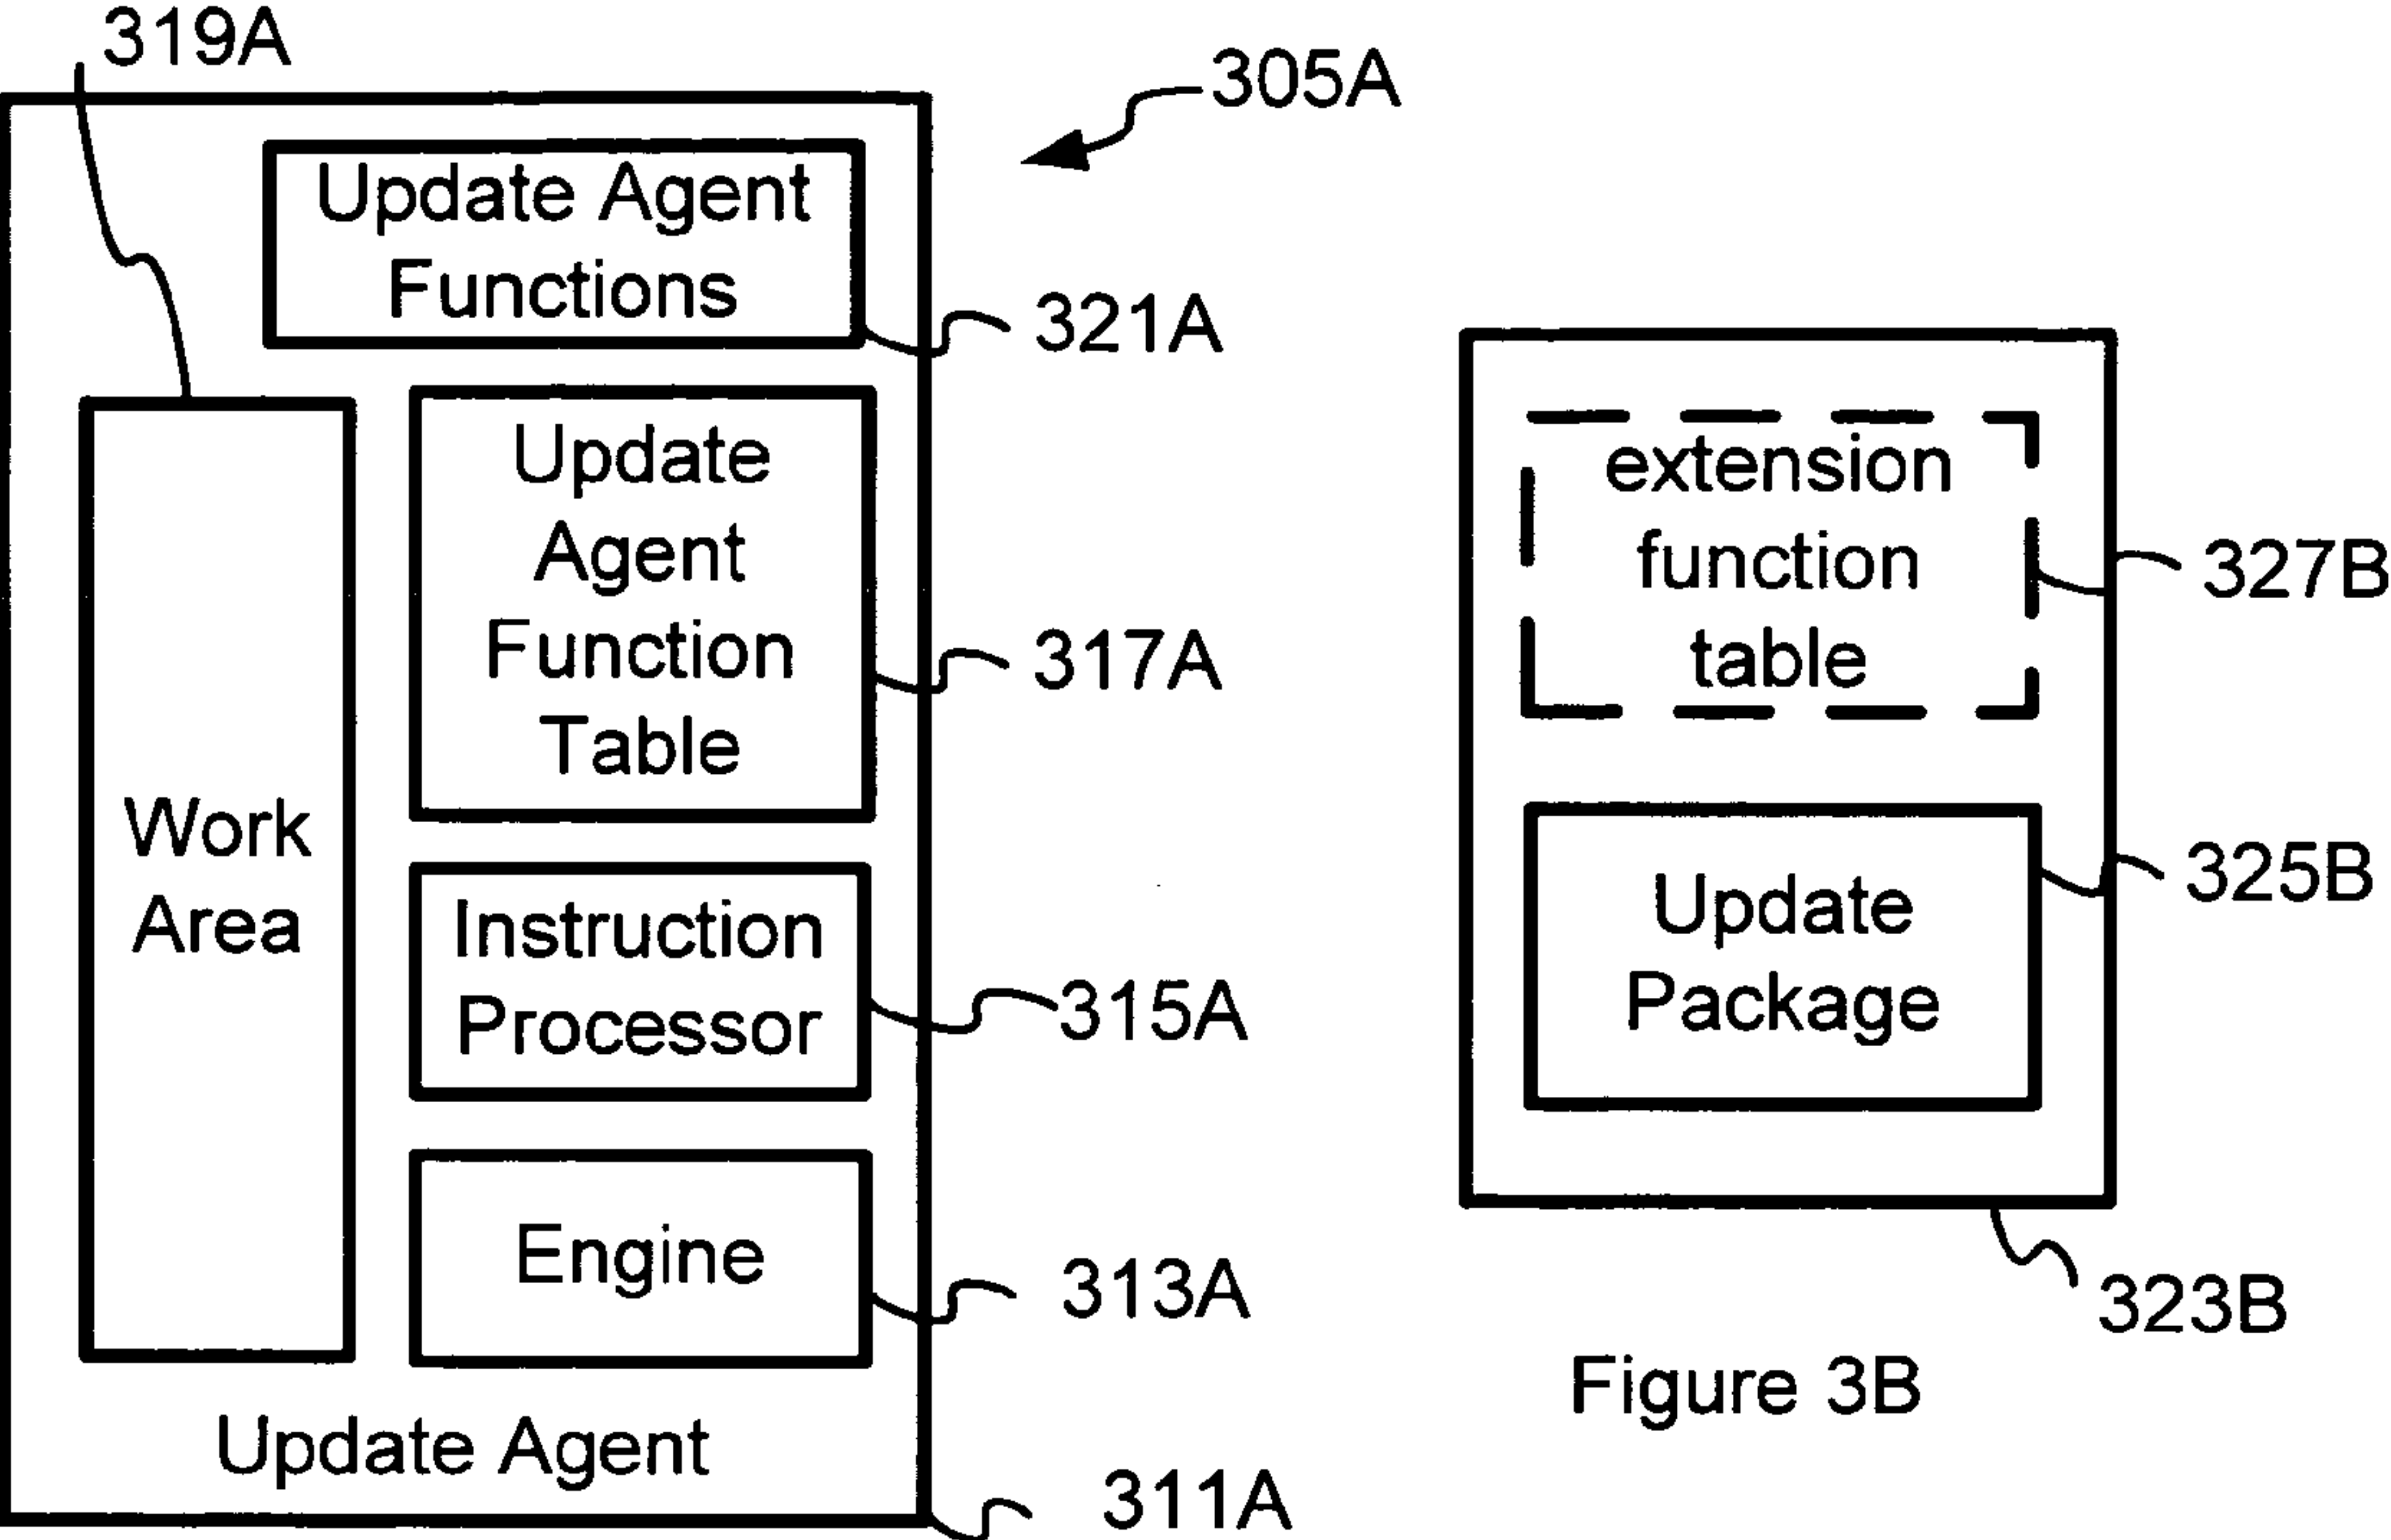 319A
305A
Update Agent
Functions
321A
Update
Agent
Function
Table
317A
Work
Area
Instruction
Processor
315A
Engine
313A
Update Agent
311A
extension
function
table
327B
Update
Package
325B
323B
Figure 3B